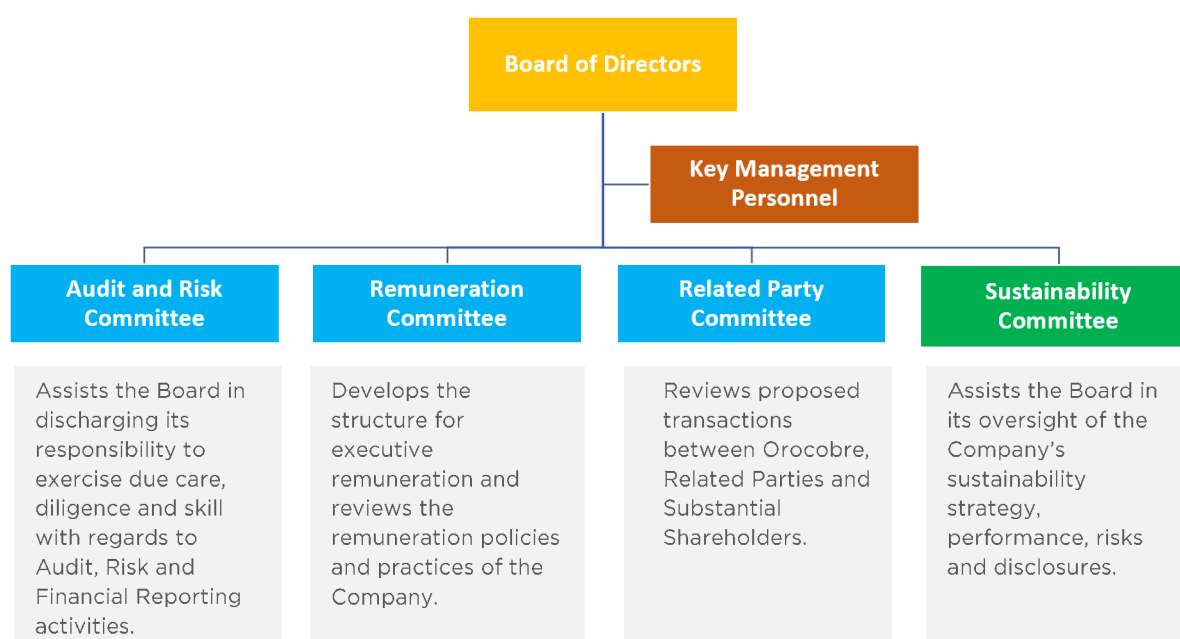 Board of Directors
Key Management
Personnel
Audit and Risk
Committee
Remuneration
Committee
Related Party
Committee
Sustainability
Committee
Assists the Board in
discharging its
responsibility to
exercise due care,
diligence and skill
with regards to
Audit, Risk and
Financial Reporting
activities.
Develops the
structure for
executive
remuneration and
reviews the
remuneration policies
and practices of the
Company.
Reviews proposed
transactions
between Orocobre,
Related Parties and
Substantial
Shareholders.
Assists the Board in
its oversight of the
Company’s
sustainability
strategy,
performance, risks
and disclosures.